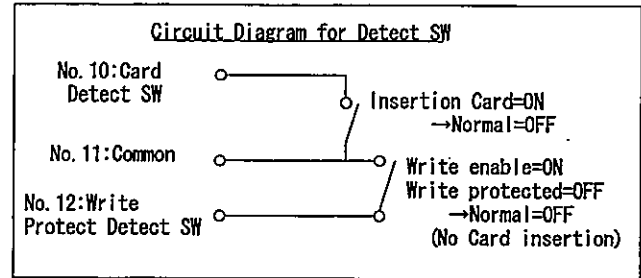 Circuit Diagram for Detect SW
No.10:Card
Detect SW
Insertion Card=ON
→Normal=OFF
No.11:Common
Write enable=ON
Write protected=OFF
→Normal=OFF
(No Card insertion)
No.12:Write
Protect Detect SW